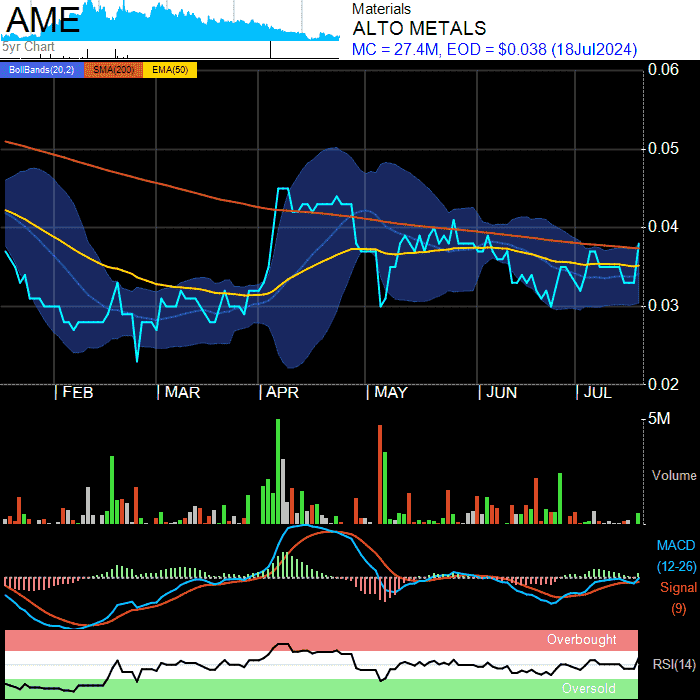 AME
5yr Chart
Materials
ALTO METALS
MC = 27.4M, EOD = $0.038 (18Jul2024)
BollBands(20,2) SMA(200) EMA(50)
0.06
0.05
0.04
0.03
0.02
FEB MAR APR MAY JUN JUL
5M
Volume
MACD
(12-26)
Signal
(9)
Overbought
RSI(14)
Oversold